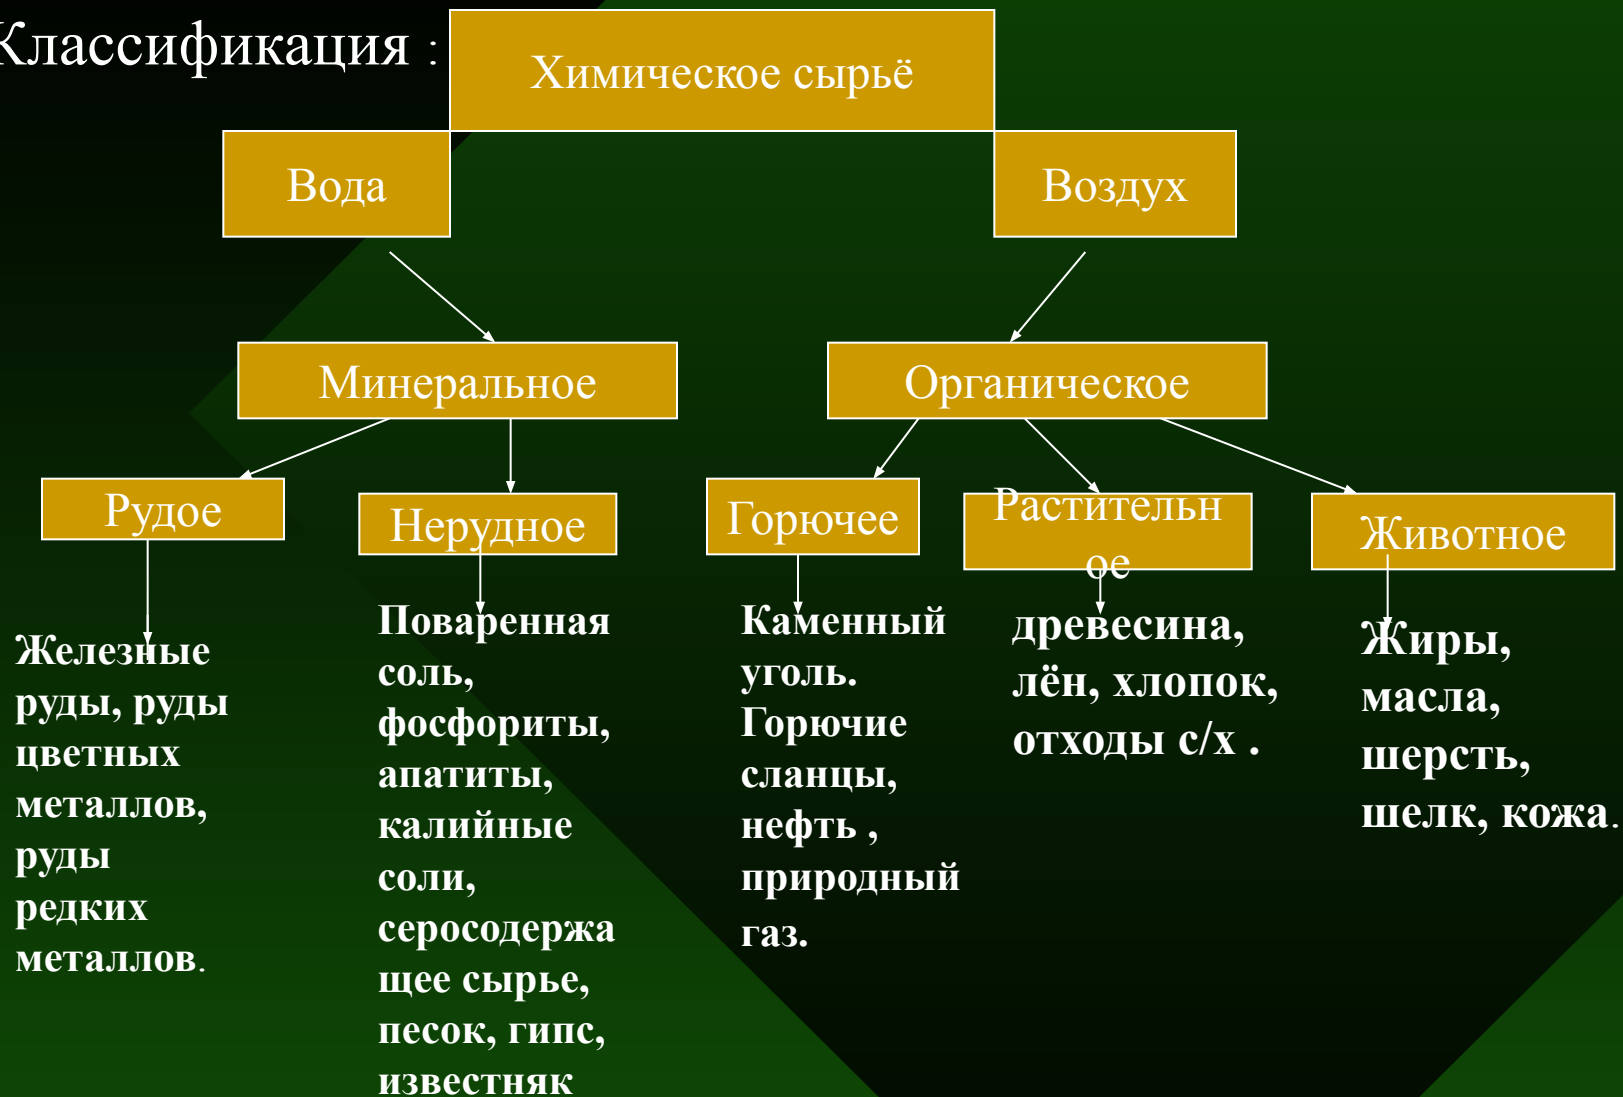 Классификация :
Химическое сырьё
Вода
Воздух
Минеральное
Органическое
Рудое
Нерудное
Горючее
Растительн
ое
Животное
Железные
руды, руды
цветных
металлов,
руды
редких
металлов.
Поваренная
соль,
фосфориты,
апатиты,
калийные
соли,
серосодержа
щее сырье,
песок, гипс,
известняк
Каменный
уголь.
Горючие
сланцы,
нефть ,
природный
газ.
древесина,
лён, хлопок,
отходы с/х .
Жиры,
масла,
шерсть,
шелк, кожа.